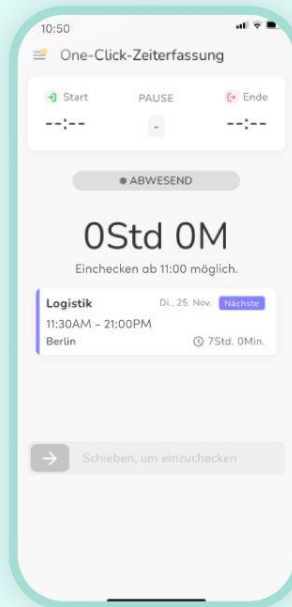 10:50
One-Click-Zeiterfassung
Start PAUSE Ende
--:-- - --:--
ABWESEND
0Std 0M
Einchecken ab 11:00 möglich.
Logistik Di., 25. Nov. Nächste
11:30AM – 21:00PM
Berlin 7Std. 0Min.
Schieben, um einzuchecken